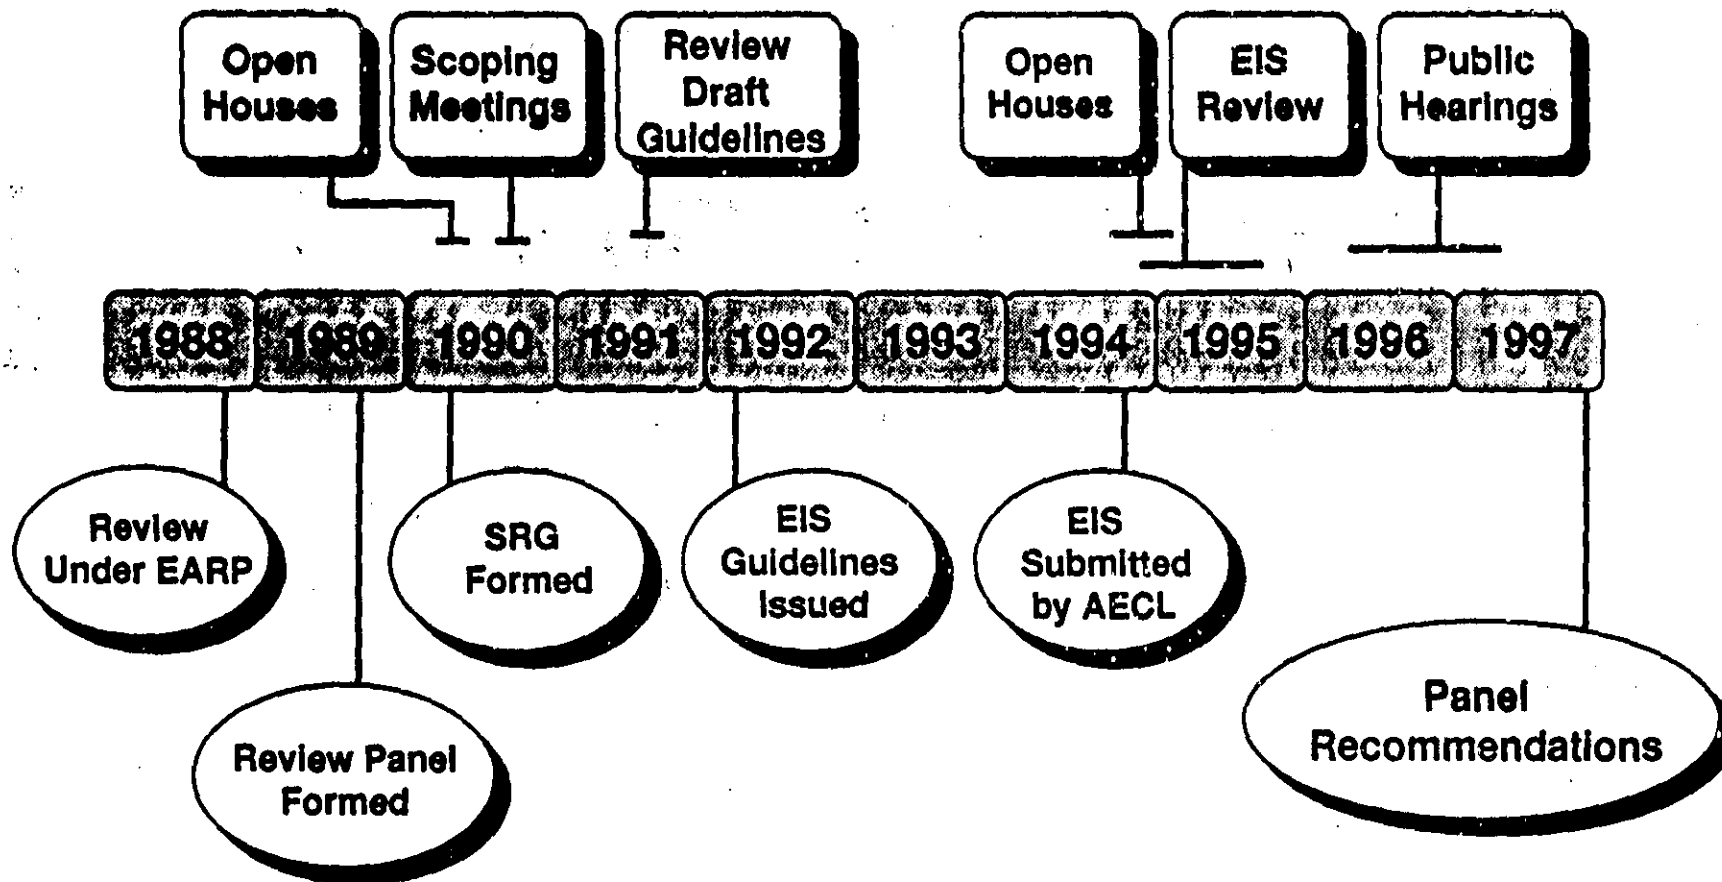 Open
Houses
Scoping
Meetings
Review
Draft
Guidelines
Open
Houses
EIS
Review
Public
Hearings
1988
1989
1990
1991
1992
1993
1994
1995
1996
1997
Review
Under EARP
SRG
Formed
EIS
Guidelines
Issued
EIS
Submitted
by AECL
Review Panel
Formed
Panel
Recommendations